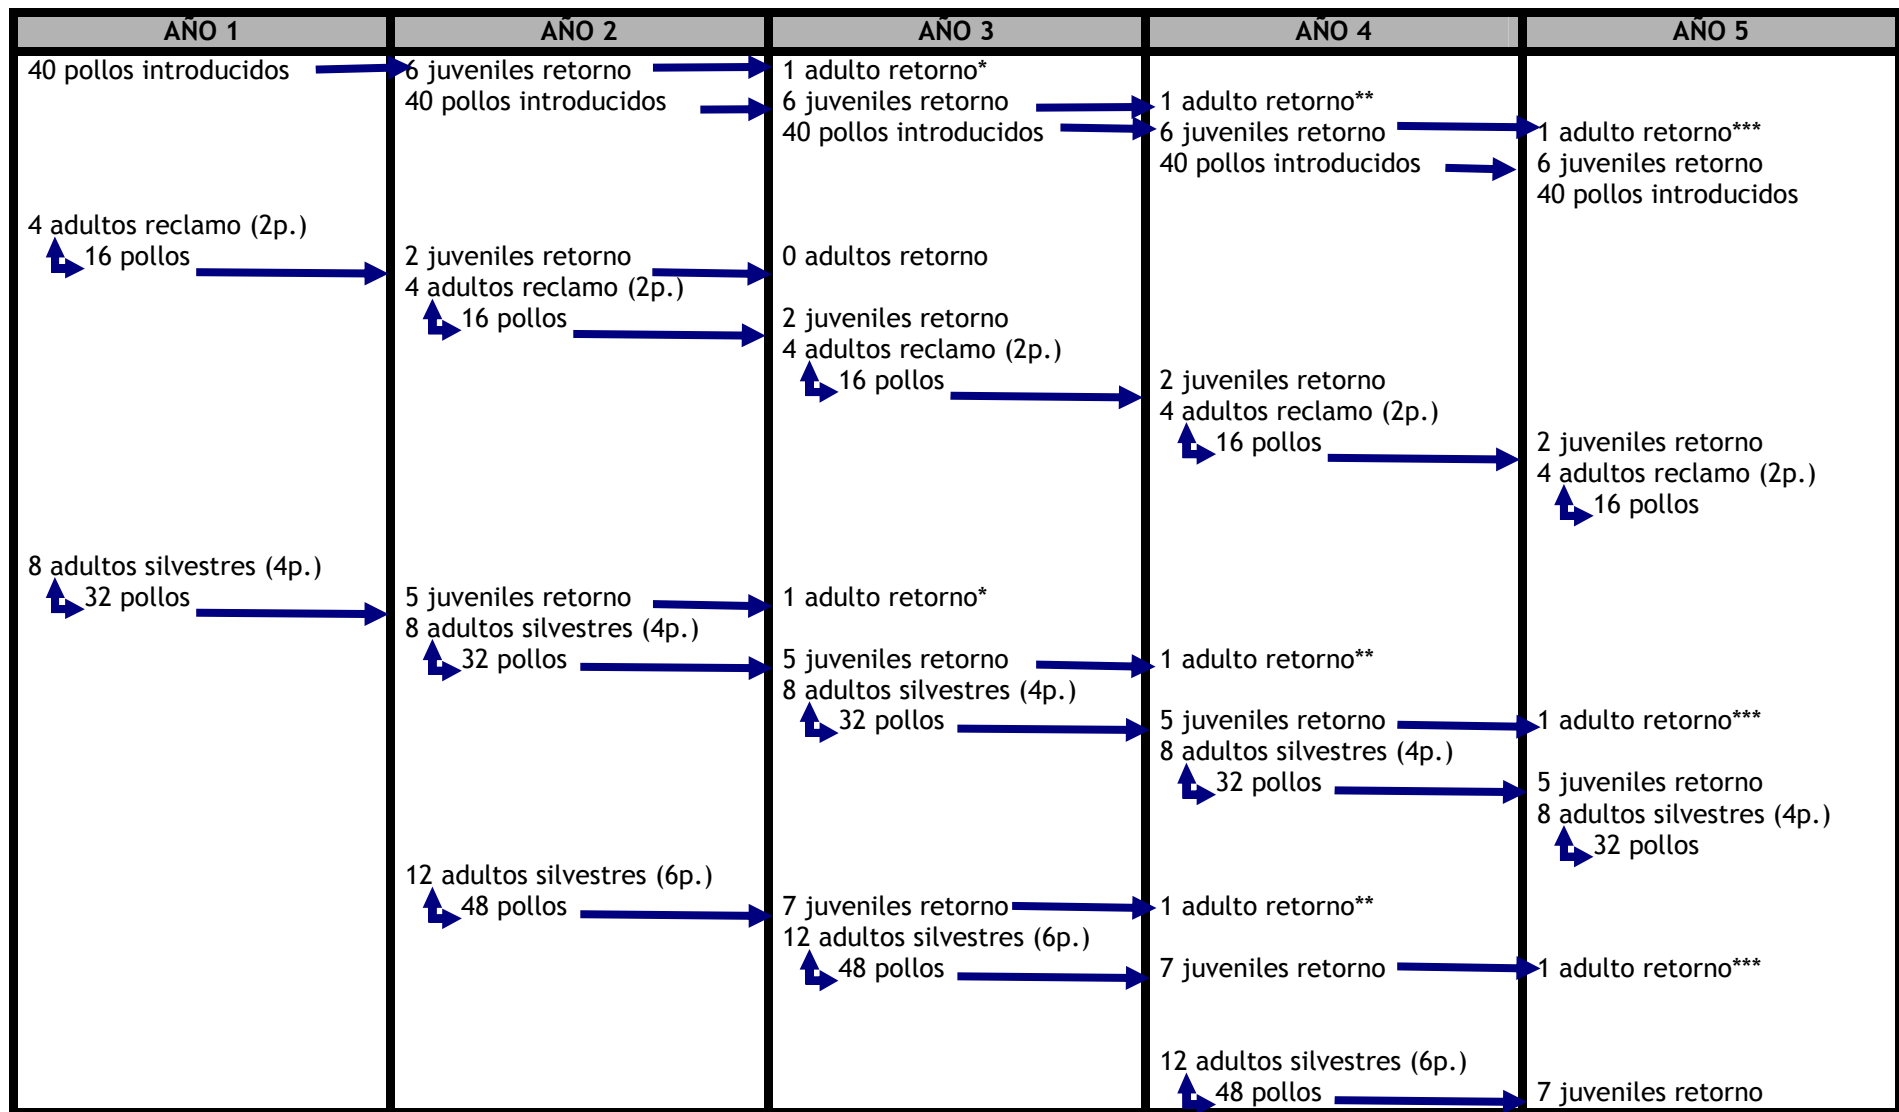 AÑO 1
AÑO 2
AÑO 3
AÑO 4
AÑO 5
40 pollos introducidos
6 juveniles retorno
1 adulto retorno*
40 pollos introducidos
6 juveniles retorno
1 adulto retorno**
40 pollos introducidos
6 juveniles retorno
1 adulto retorno***
40 pollos introducidos
6 juveniles retorno
40 pollos introducidos
4 adultos reclamo (2p.)
16 pollos
2 juveniles retorno
0 adultos retorno
4 adultos reclamo (2p.)
16 pollos
2 juveniles retorno
4 adultos reclamo (2p.)
16 pollos
2 juveniles retorno
4 adultos reclamo (2p.)
16 pollos
2 juveniles retorno
4 adultos reclamo (2p.)
16 pollos
8 adultos silvestres (4p.)
32 pollos
5 juveniles retorno
1 adulto retorno*
8 adultos silvestres (4p.)
32 pollos
5 juveniles retorno
1 adulto retorno**
8 adultos silvestres (4p.)
32 pollos
5 juveniles retorno
1 adulto retorno***
8 adultos silvestres (4p.)
32 pollos
5 juveniles retorno
8 adultos silvestres (4p.)
32 pollos
12 adultos silvestres (6p.)
48 pollos
7 juveniles retorno
1 adulto retorno**
12 adultos silvestres (6p.)
48 pollos
7 juveniles retorno
1 adulto retorno***
12 adultos silvestres (6p.)
48 pollos
7 juveniles retorno